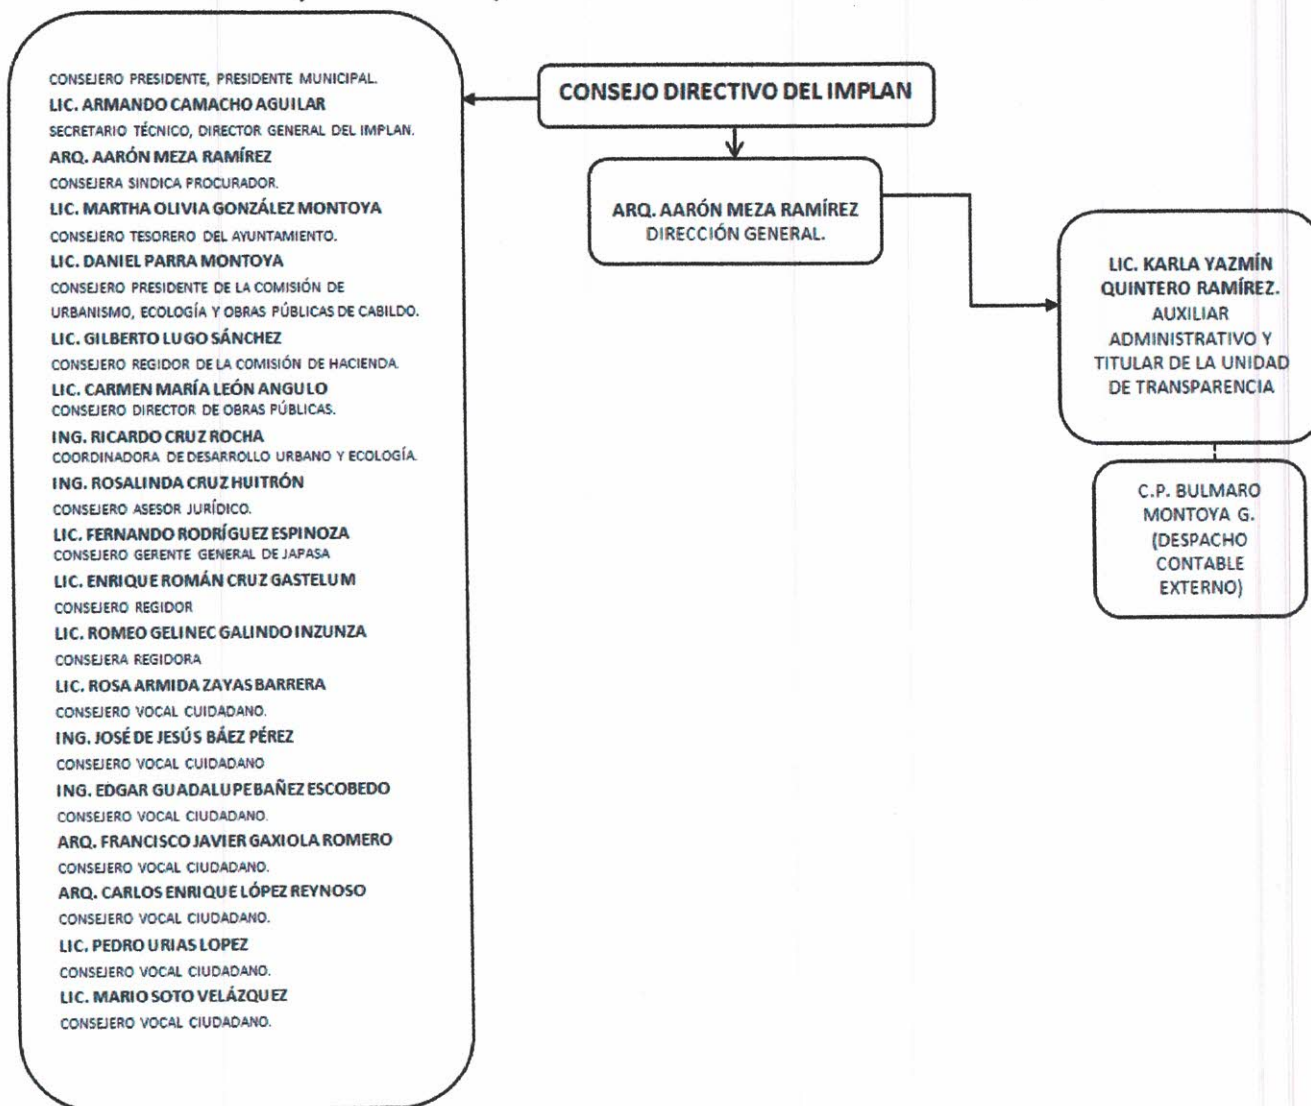 CONSEJERO PRESIDENTE, PRESIDENTE MUNICIPAL.
LIC. ARMANDO CAMACHO AGUILAR
SECRETARIO TÉCNICO, DIRECTOR GENERAL DEL IMPLAN.
ARQ. AARÓN MEZA RAMÍREZ
CONSEJERA SINDICA PROCURADOR.
LIC. MARTHA OLIVIA GONZÁLEZ MONTOYA
CONSEJERO TESORERO DEL AYUNTAMIENTO.
LIC. DANIEL PARRA MONTOYA
CONSEJERO PRESIDENTE DE LA COMISIÓN DE
URBANISMO, ECOLOGÍA Y OBRAS PÚBLICAS DE CABILDO.
LIC. GILBERTO LUGO SÁNCHEZ
CONSEJERO REGIDOR DE LA COMISIÓN DE HACIENDA.
LIC. CARMEN MARÍA LEÓN ANGULO
CONSEJERO DIRECTOR DE OBRAS PÚBLICAS.
ING. RICARDO CRUZ ROCHA
COORDINADORA DE DESARROLLO URBANO Y ECOLOGÍA.
ING. ROSALINDA CRUZ HUITRÓN
CONSEJERO ASESOR JURÍDICO.
LIC. FERNANDO RODRÍGUEZ ESPINOZA
CONSEJERO GERENTE GENERAL DE JAPASA
LIC. ENRIQUE ROMÁN CRUZ GASTELUM
CONSEJERO REGIDOR
LIC. ROMEO GELINEC GALINDO INZUNZA
CONSEJERA REGIDORA
LIC. ROSA ARMIDA ZAYAS BARRERA
CONSEJERO VOCAL CUIDADANO.
ING. JOSÉ DE JESÚS BÁEZ PÉREZ
CONSEJERO VOCAL CUIDADANO
ING. EDGAR GUADALUPE BAÑEZ ESCOBEDO
CONSEJERO VOCAL CIUDADANO.
ARQ. FRANCISCO JAVIER GAXIOLA ROMERO
CONSEJERO VOCAL CIUDADANO.
ARQ. CARLOS ENRIQUE LÓPEZ REYNOSO
CONSEJERO VOCAL CIUDADANO.
LIC. PEDRO URIAS LOPEZ
CONSEJERO VOCAL CIUDADANO.
LIC. MARIO SOTO VELÁZQUEZ
CONSEJERO VOCAL CIUDADANO.
CONSEJO DIRECTIVO DEL IMPLAN
ARQ. AARÓN MEZA RAMÍREZ
DIRECCIÓN GENERAL.
LIC. KARLA YAZMÍN
QUINTERO RAMÍREZ.
AUXILIAR
ADMINISTRATIVO Y
TITULAR DE LA UNIDAD
DE TRANSPARENCIA
C.P. BULMARO
MONTOYA G.
(DESPACHO
CONTABLE
EXTERNO)